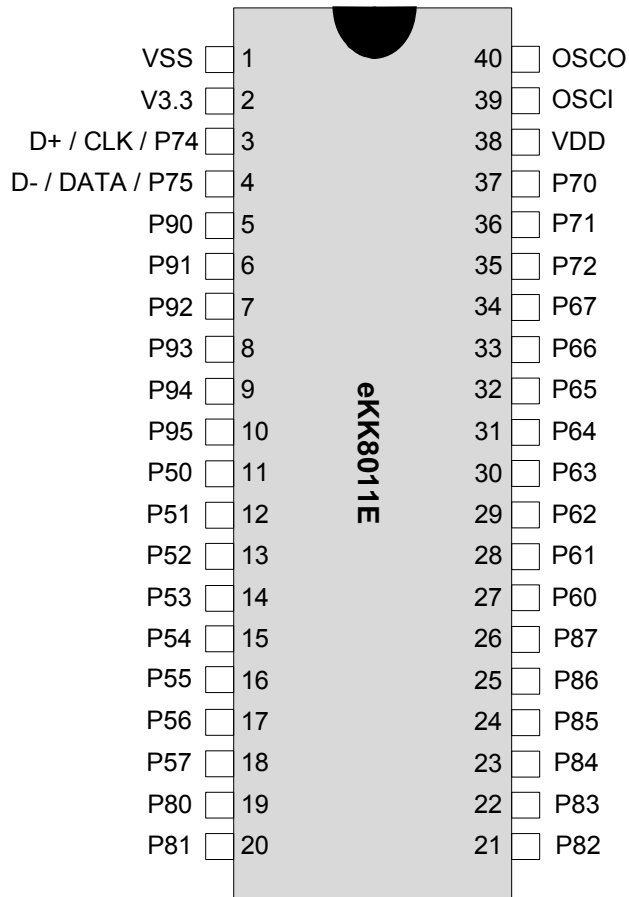 VSS 1 40 OSCO
V3.3 2 39 OSCI
D+ / CLK / P74 3 38 VDD
D- / DATA / P75 4 37 P70
P90 5 36 P71
P91 6 35 P72
P92 7 34 P67
P93 8 33 P66
P94 9 32 P65
P95 10 31 P64
P50 11 30 P63
P51 12 29 P62
P52 13 28 P61
P53 14 27 P60
P54 15 26 P87
P55 16 25 P86
P56 17 24 P85
P57 18 23 P84
P80 19 22 P83
P81 20 21 P82
eKK8011E